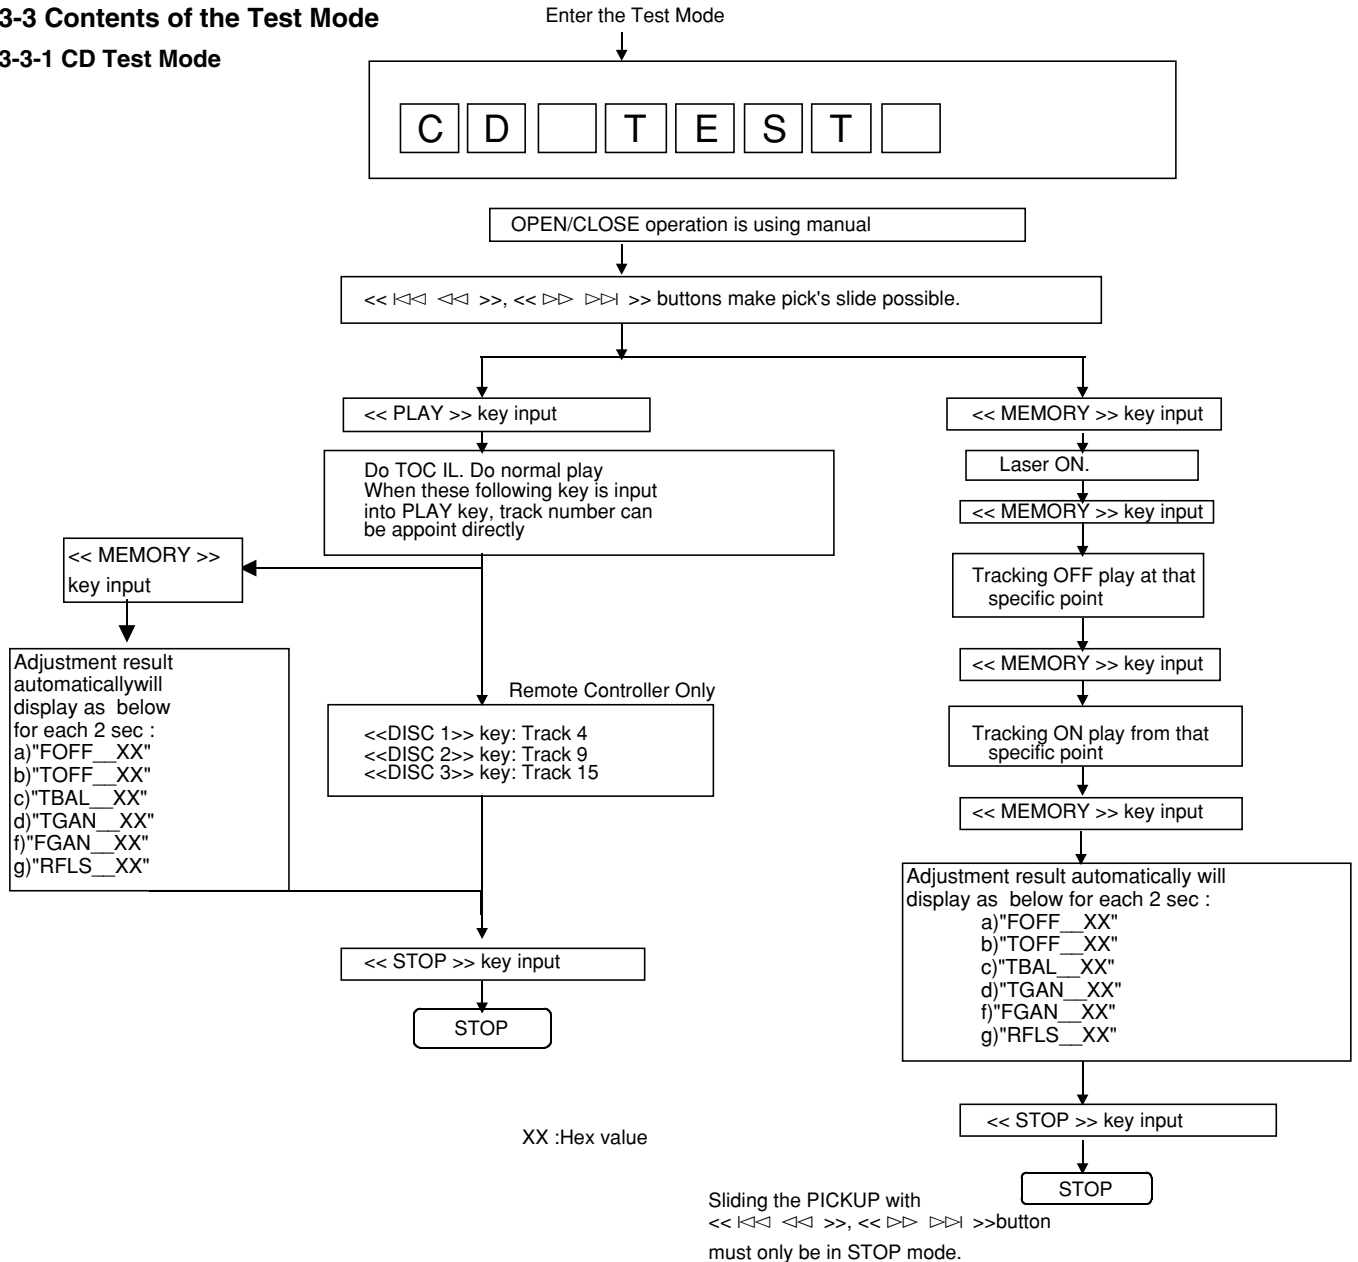 3-3 Contents of the Test Mode
3-3-1 CD Test Mode
Enter the Test Mode
C D T E S T
OPEN/CLOSE operation is using manual
<< |◁◁ ◁◁ >>, << ▷▷ ▷▷| >> buttons make pick's slide possible.
<< PLAY >> key input
Do TOC IL. Do normal play
When these following key is input
into PLAY key, track number can
be appoint directly
<< MEMORY >>
key input
Adjustment result
automaticallywill
display as below
for each 2 sec :
a)"FOFF__XX"
b)"TOFF__XX"
c)"TBAL__XX"
d)"TGAN__XX"
f)"FGAN__XX"
g)"RFLS__XX"
Remote Controller Only
<<DISC 1>> key: Track 4
<<DISC 2>> key: Track 9
<<DISC 3>> key: Track 15
<< STOP >> key input
STOP
<< MEMORY >> key input
Laser ON.
<< MEMORY >> key input
Tracking OFF play at that
specific point
<< MEMORY >> key input
Tracking ON play from that
specific point
<< MEMORY >> key input
Adjustment result automatically will
display as below for each 2 sec :
a)"FOFF__XX"
b)"TOFF__XX"
c)"TBAL__XX"
d)"TGAN__XX"
f)"FGAN__XX"
g)"RFLS__XX"
<< STOP >> key input
STOP
XX :Hex value
Sliding the PICKUP with
<< |◁◁ ◁◁ >>, << ▷▷ ▷▷| >>button
must only be in STOP mode.